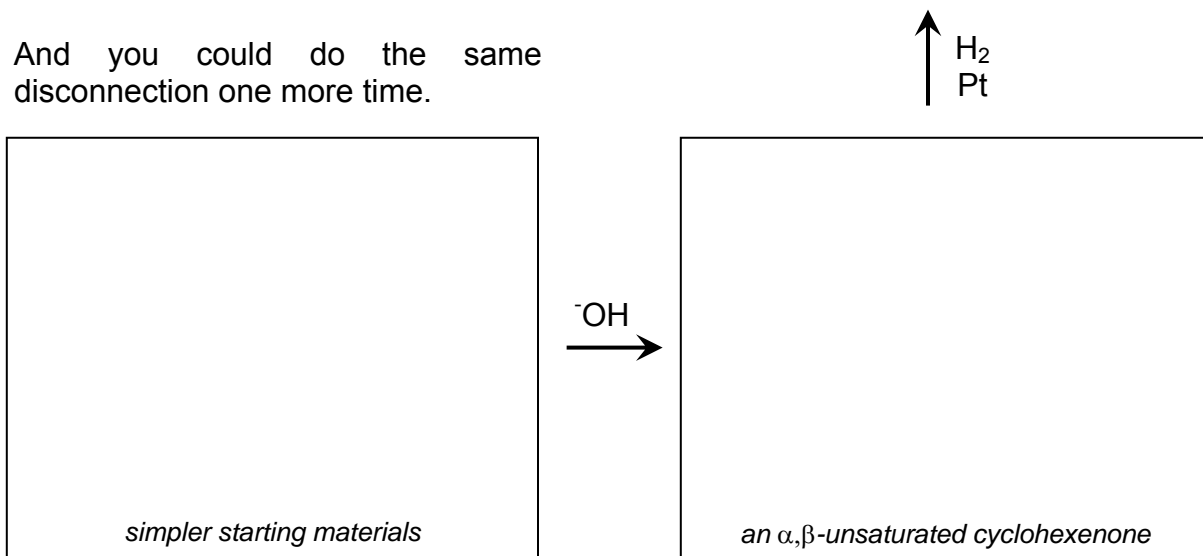 And you could do the same
disconnection one more time.
H₂
Pt
⁻OH
simpler starting materials
an α,β-unsaturated cyclohexenone